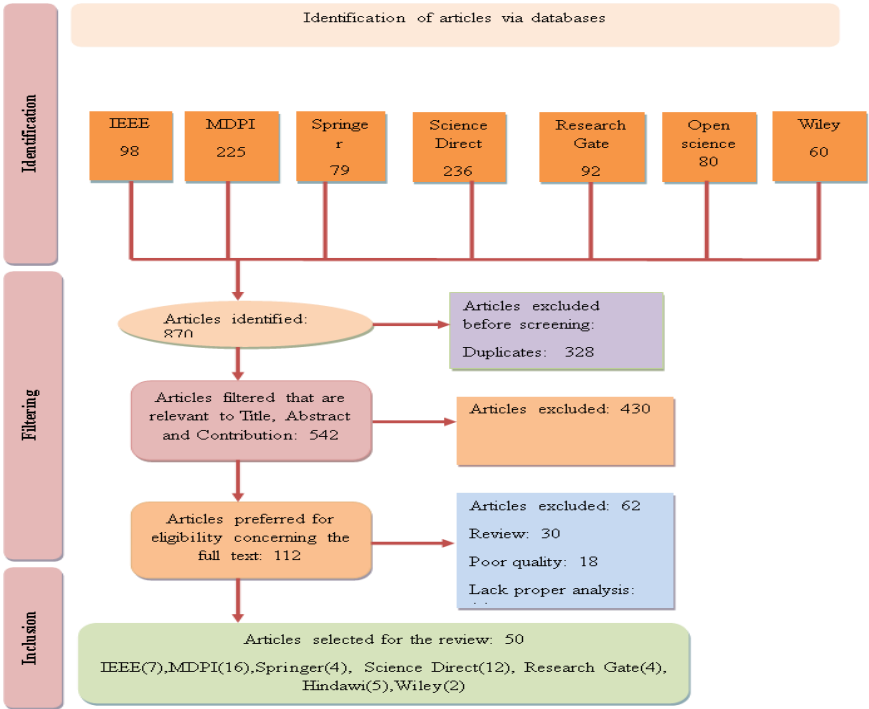 Identification of articles via databases
Identification
IEEE
98
MDPI
225
Springe
r
79
Science
Direct
236
Research
Gate
92
Open
science
80
Wiley
60
Filtering
Articles identified:
870
Articles excluded
before screening:
Duplicates: 328
Articles filtered that are
relevant to Title, Abstract
and Contribution: 542
Articles excluded: 430
Articles preferred for
eligibility concerning the
full text: 112
Articles excluded: 62
Review: 30
Poor quality: 18
Lack proper analysis:
Inclusion
Articles selected for the review: 50
IEEE(7),MDPI(16),Springer(4), Science Direct(12), Research Gate(4),
Hindawi(5),Wiley(2)